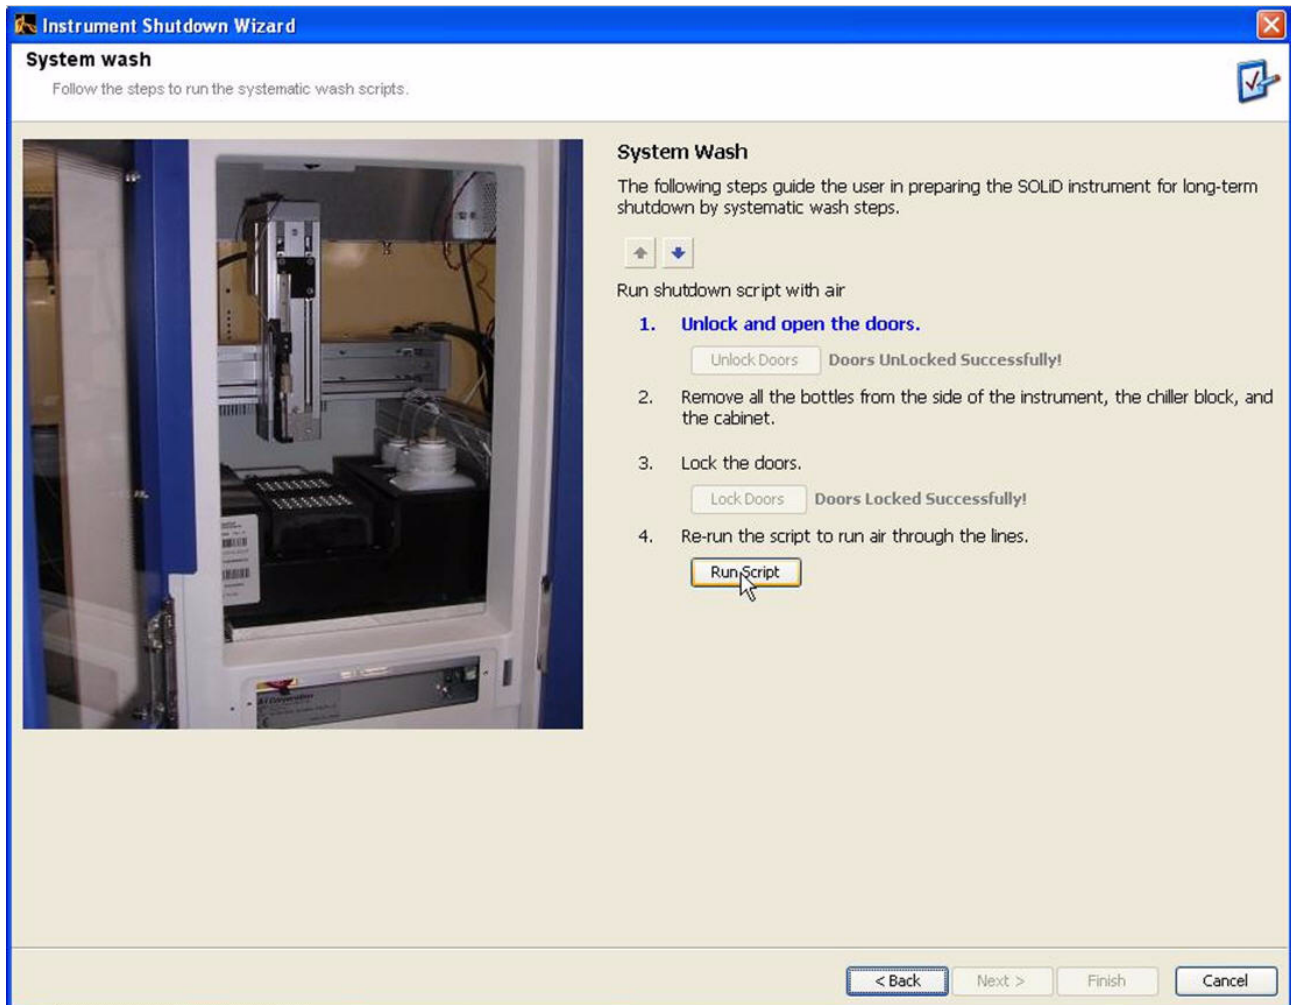 Instrument Shutdown Wizard
System wash
Follow the steps to run the systematic wash scripts.
System Wash
The following steps guide the user in preparing the SOLiD instrument for long-term
shutdown by systematic wash steps.
Run shutdown script with air
1. Unlock and open the doors.
Unlock Doors Doors UnLocked Successfully!
2. Remove all the bottles from the side of the instrument, the chiller block, and
the cabinet.
3. Lock the doors.
Lock Doors Doors Locked Successfully!
4. Re-run the script to run air through the lines.
Run Script
< Back Next > Finish Cancel